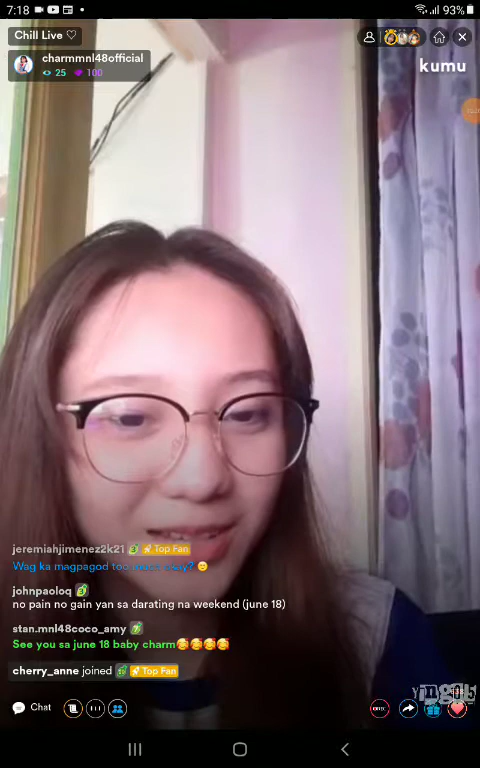 7:18
93%
Chill Live ♡
charmmnl48official
25 100
kumu
jeremiahjimenez2k21 Top Fan
Wag ka magpagod too much okay?
johnpaoloq
no pain no gain yan sa darating na weekend (june 18)
stan.mnl48coco_amy
See you sa june 18 baby charm🥰🥰🥰🥰
cherry_anne joined Top Fan
Chat